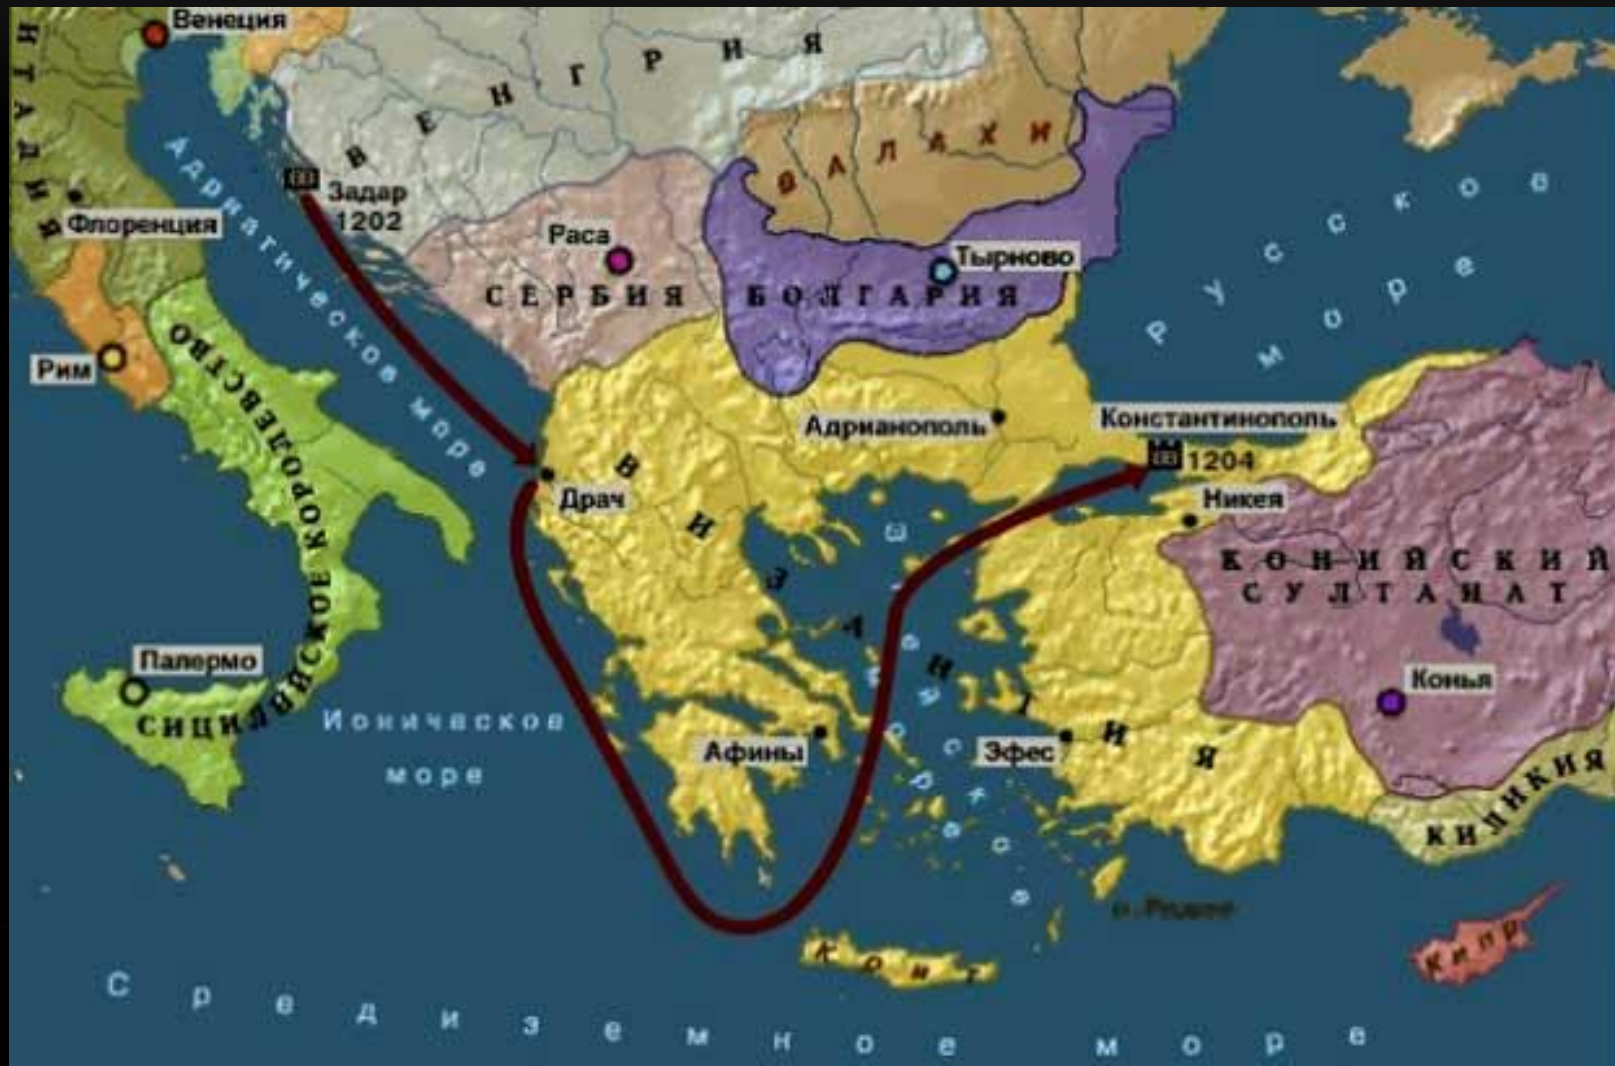 Венеция
ВЕНГРИЯ
ИТАЛИЯ
Адриатическое море
Задар
1202
Флоренция
ВАЛАХИ
Русское
море
Раса
СЕРБИЯ
Тырново
БОЛГАРИЯ
Рим
СИЦИЛИЙСКОЕ КОРОЛЕВСТВО
Адрианополь
Константинополь
1204
Драч
Никея
ВИЗАНТИЯ
КОНИЙСКИЙ
СУЛТАНАТ
Палермо
Ионическое
море
Афины
Эфес
Конья
КИЛИКИЯ
Крит
Кипр
Средиземное море